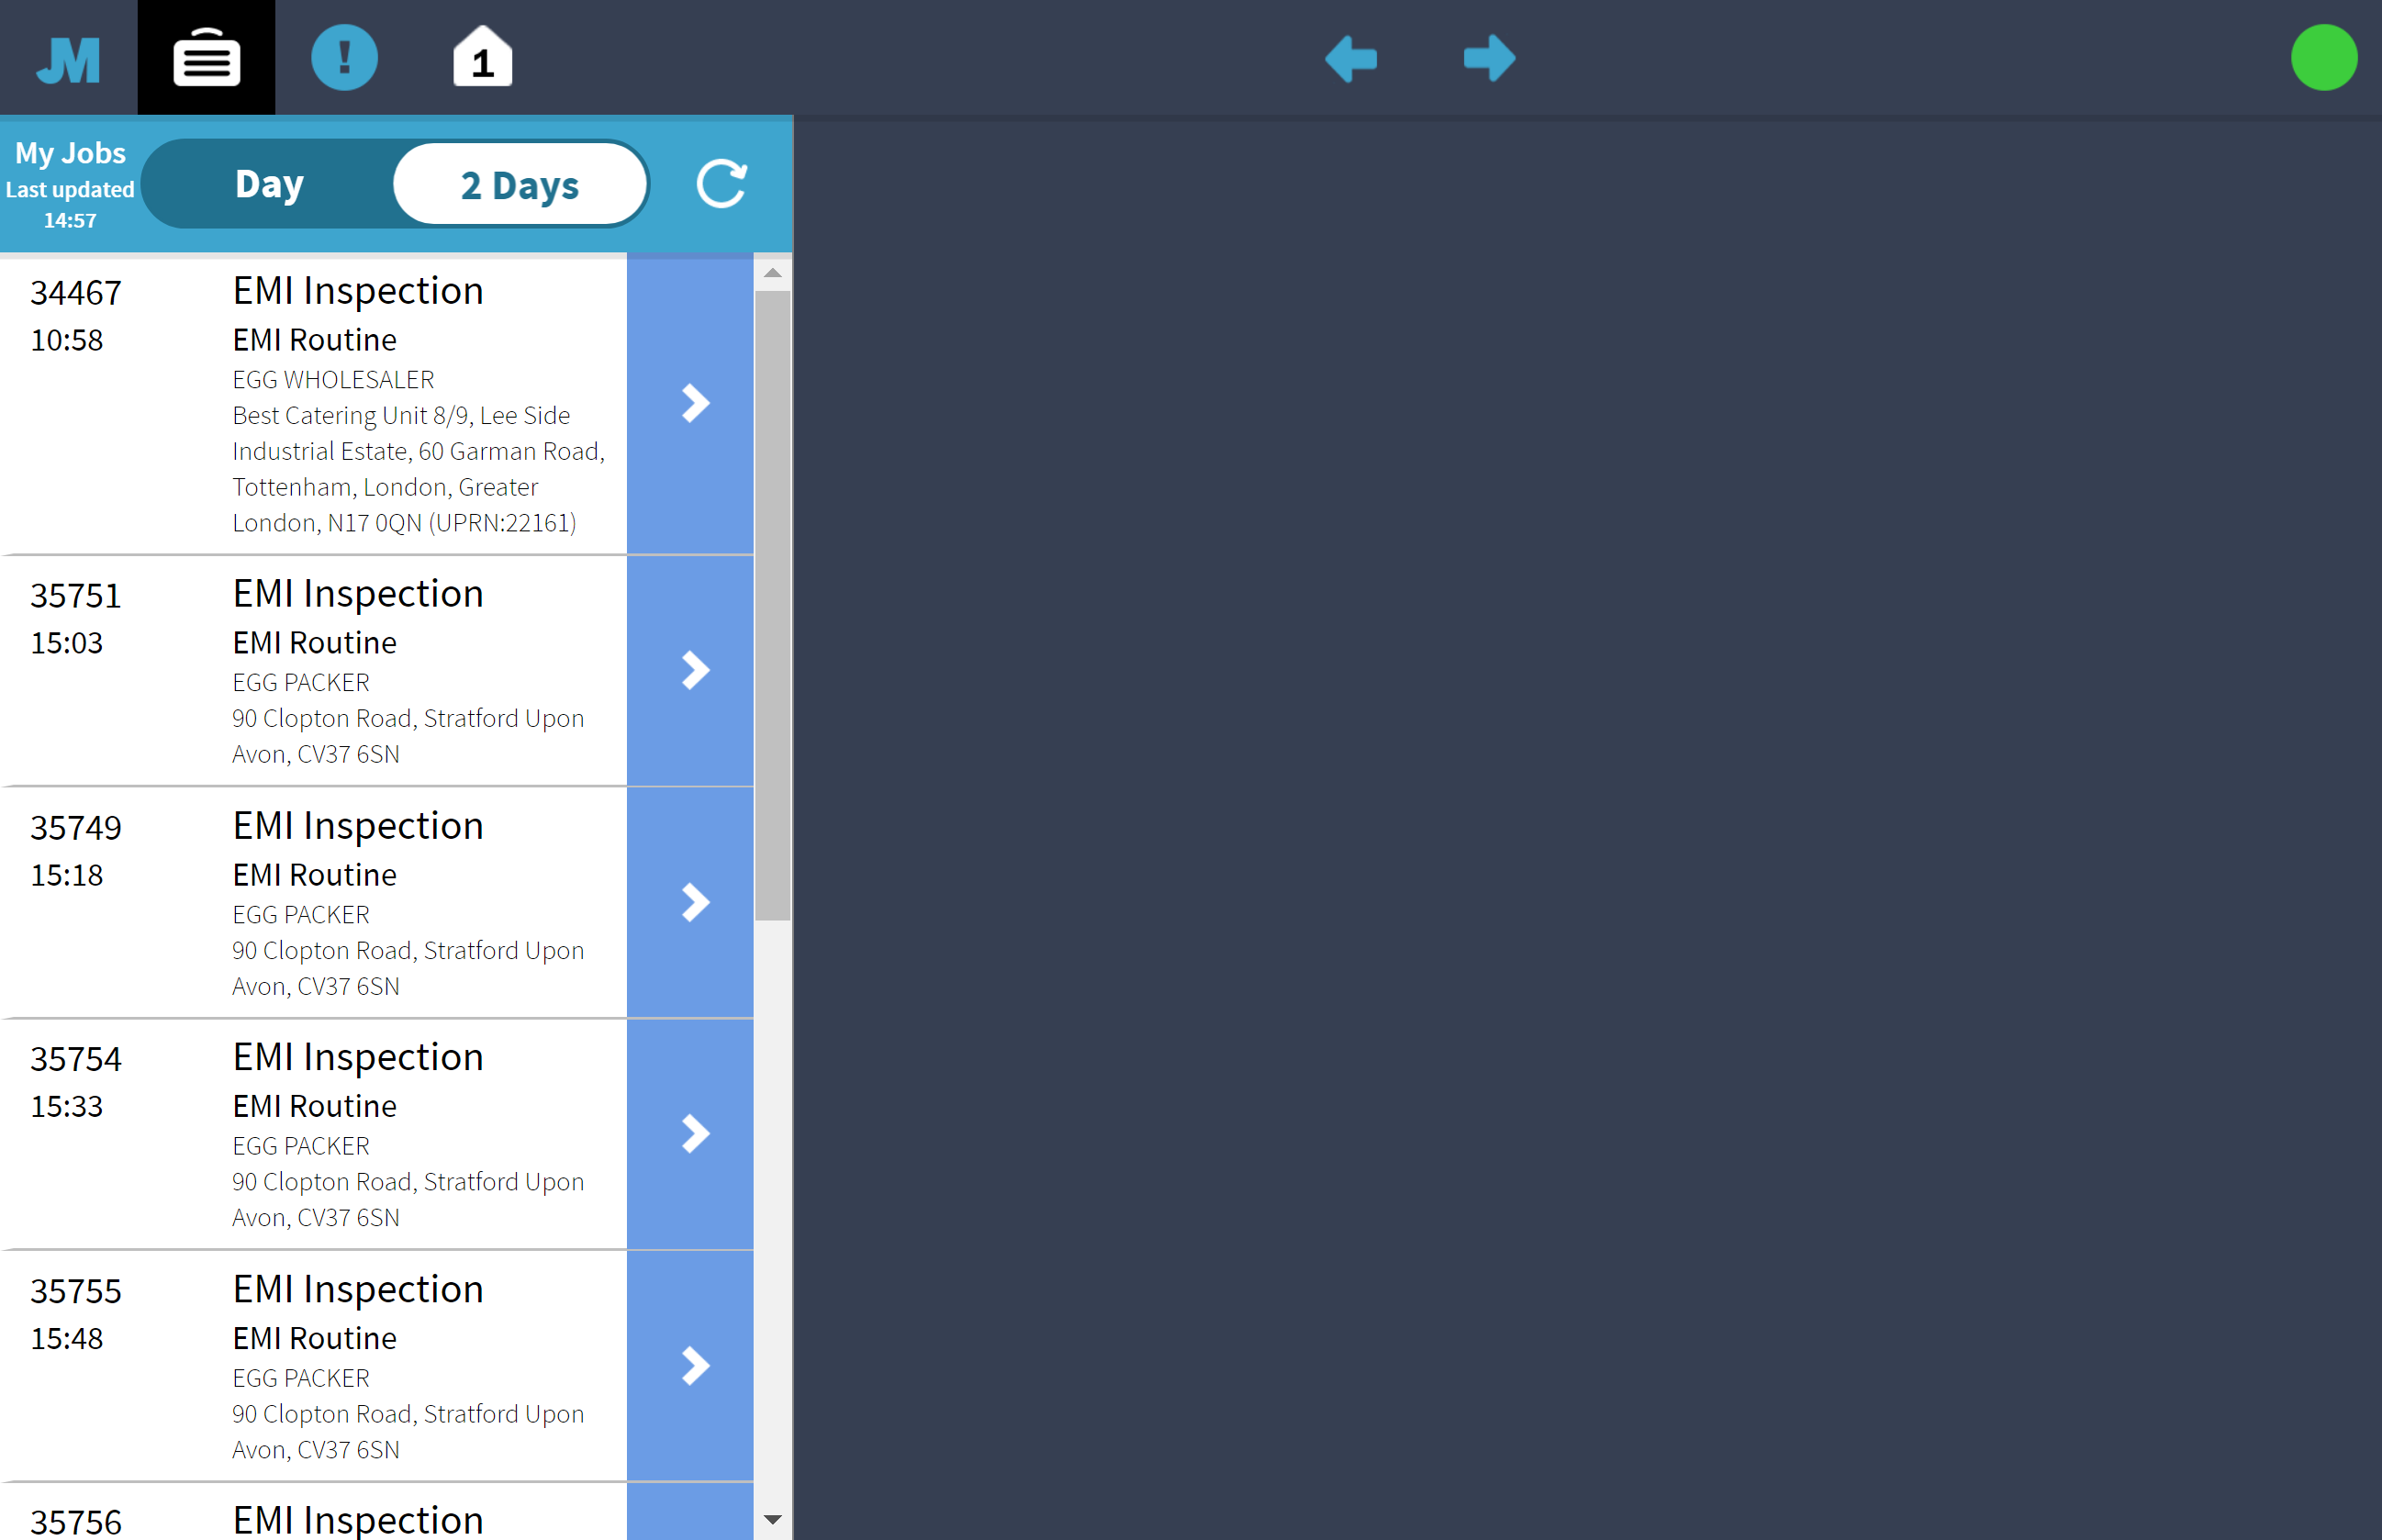 JM
!
1
My Jobs
Last updated
14:57
Day
2 Days
34467
10:58
EMI Inspection
EMI Routine
EGG WHOLESALER
Best Catering Unit 8/9, Lee Side
Industrial Estate, 60 Garman Road,
Tottenham, London, Greater
London, N17 0QN (UPRN:22161)
35751
15:03
EMI Inspection
EMI Routine
EGG PACKER
90 Clopton Road, Stratford Upon
Avon, CV37 6SN
35749
15:18
EMI Inspection
EMI Routine
EGG PACKER
90 Clopton Road, Stratford Upon
Avon, CV37 6SN
35754
15:33
EMI Inspection
EMI Routine
EGG PACKER
90 Clopton Road, Stratford Upon
Avon, CV37 6SN
35755
15:48
EMI Inspection
EMI Routine
EGG PACKER
90 Clopton Road, Stratford Upon
Avon, CV37 6SN
35756
EMI Inspection